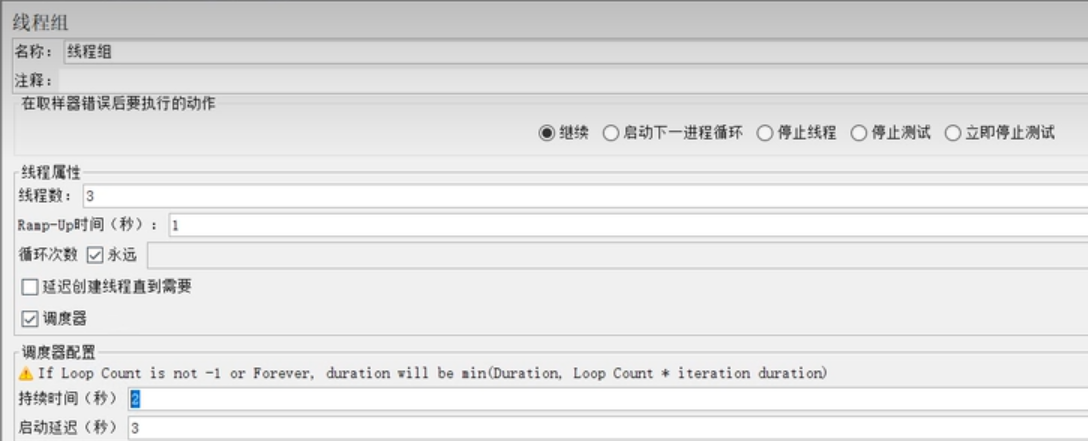 线程组
名称： 线程组
注释：
在取样器错误后要执行的动作
继续 启动下一进程循环 停止线程 停止测试 立即停止测试
线程属性
线程数： 3
Ramp-Up时间（秒）： 1
循环次数 永远
延迟创建线程直到需要
调度器
调度器配置
If Loop Count is not -1 or Forever, duration will be min(Duration, Loop Count * iteration duration)
持续时间（秒） 2
启动延迟（秒） 3